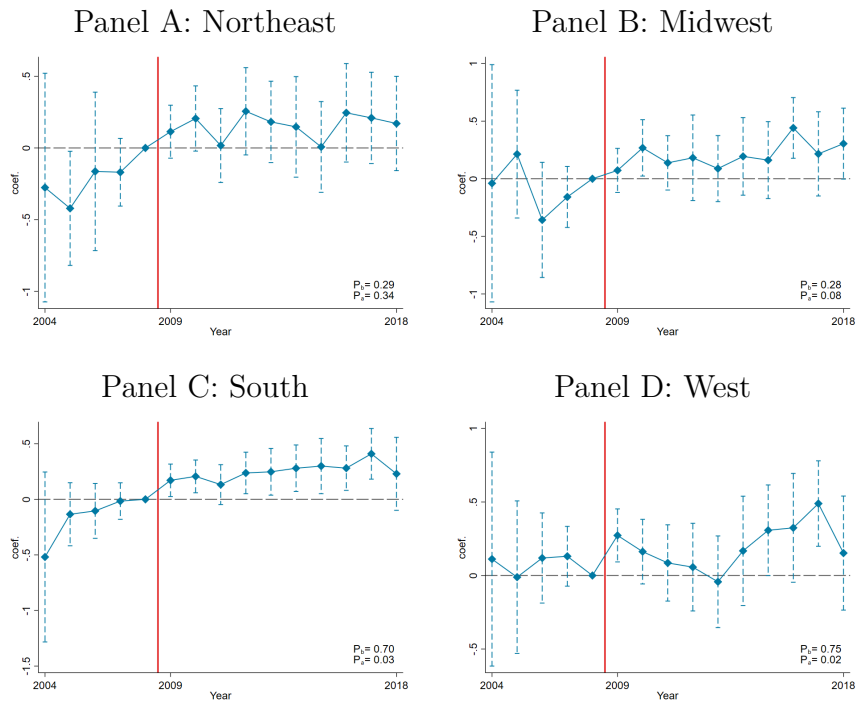 Panel A: Northeast
.5
0
-.5
-1
coef.
P_b= 0.29
P_a= 0.34
2004
2009
2018
Year
Panel B: Midwest
1
.5
0
-.5
-1
coef.
P_b= 0.28
P_a= 0.08
2004
2009
2018
Year
Panel C: South
.5
0
-.5
-1
-1.5
coef.
P_b= 0.70
P_a= 0.03
2004
2009
2018
Year
Panel D: West
1
.5
0
-.5
coef.
P_b= 0.75
P_a= 0.02
2004
2009
2018
Year